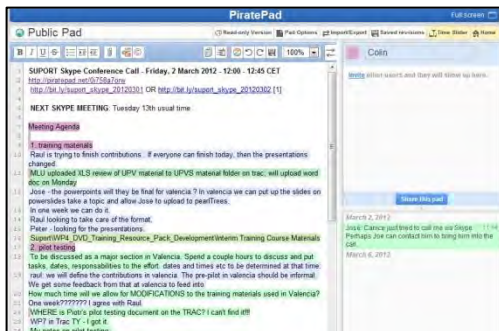 PiratePad
Full screen
Public Pad
Read-only Version Pad Options Import/Export Saved revisions Time Slider Home
B I U S 100%
SUPORT Skype Conference Call - Friday, 2 March 2012 - 12:00 - 12:45 CET
http://bit.ly/suport_skype_20120301 OR http://bit.ly/suport_skype_20120302 [1]
NEXT SKYPE MEETING: Tuesday 13th usual time
Meeting Agenda
1. training materials
Raul is trying to finish contributions. If everyone can finish today, then the presentations
changed
MLU uploaded XLS review of UPV material to UPVS material folder on trac, will upload word
doc on Monday
Jose - the powerpoints will they be final for valencia ? In valencia we can put up the slides on
powerslides take a topic and allow Jose to upload to pearlTrees.
In one week we can do it.
Raul looking to take care of the format.
Peter - looking for the presentations.
Suport\WP4_DVD_Training_Resource_Pack_Development\Interim Training Course Materials
2. pilot testing
To be discussed as a major section in Valencia. Spend a couple of hours to discuss and put
tasks, dates, responsabilities to the effort. dates and times etc to be determined at that time.
raul: we will define the contributions in valencia. The pre-pilot in valencia should be informal.
We get some feedback from that at valencia to feed into
How much time will we allow for MODIFICATIONS to the training materials used in Valencia?
One week??????? I agree with Raul.
WHERE is Piotr's pilot testing document on the TRAC? I can't find it!!!
WP7 in Trac TY - I got it
My notes on pilot testing
Colin
Invite other users and they will show up here.
Share this pad
March 2, 2012
José: Canice just tried to call me via Skype. 11:14
Perhaps Joe can contact him to bring him into the
call.
March 6, 2012